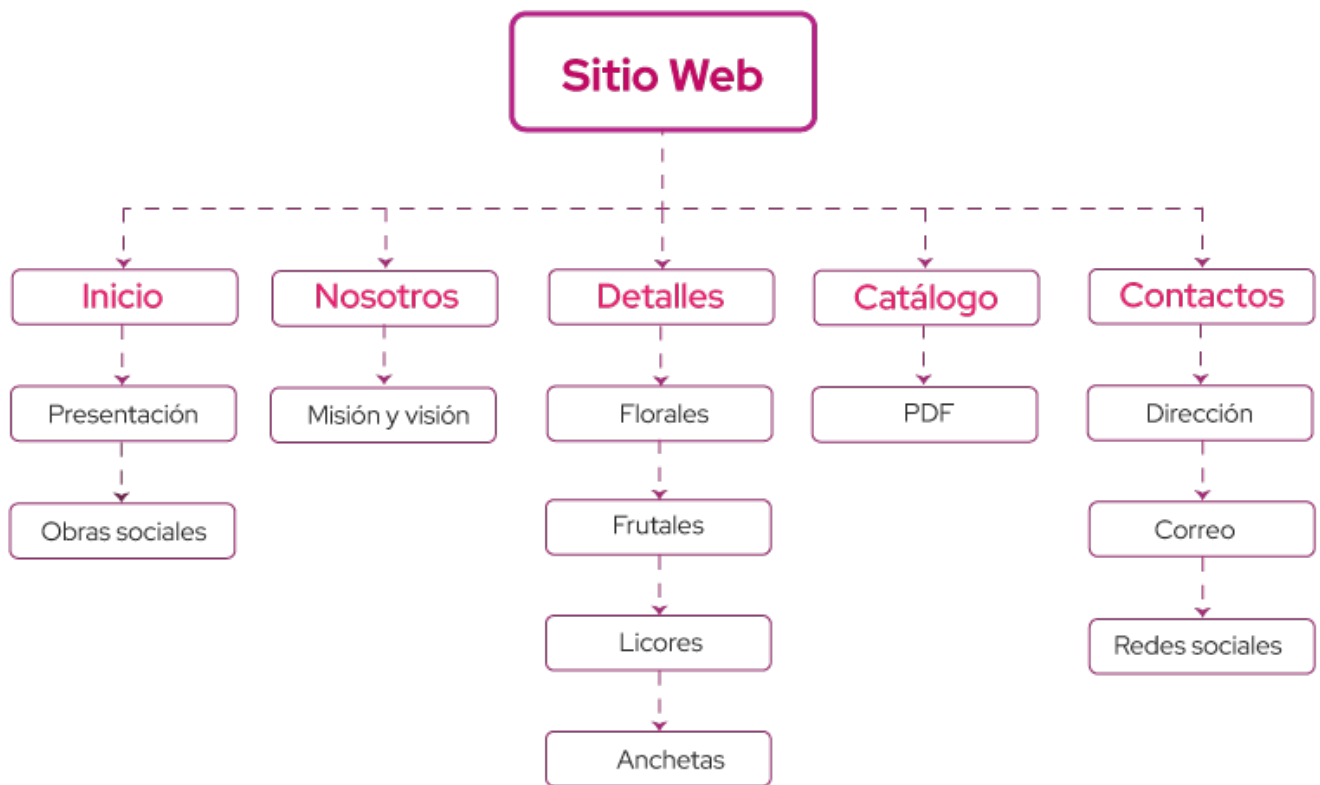 Sitio Web
Inicio
Nosotros
Detalles
Catálogo
Contactos
Presentación
Misión y visión
Florales
PDF
Dirección
Obras sociales
Frutales
Correo
Licores
Redes sociales
Anchetas